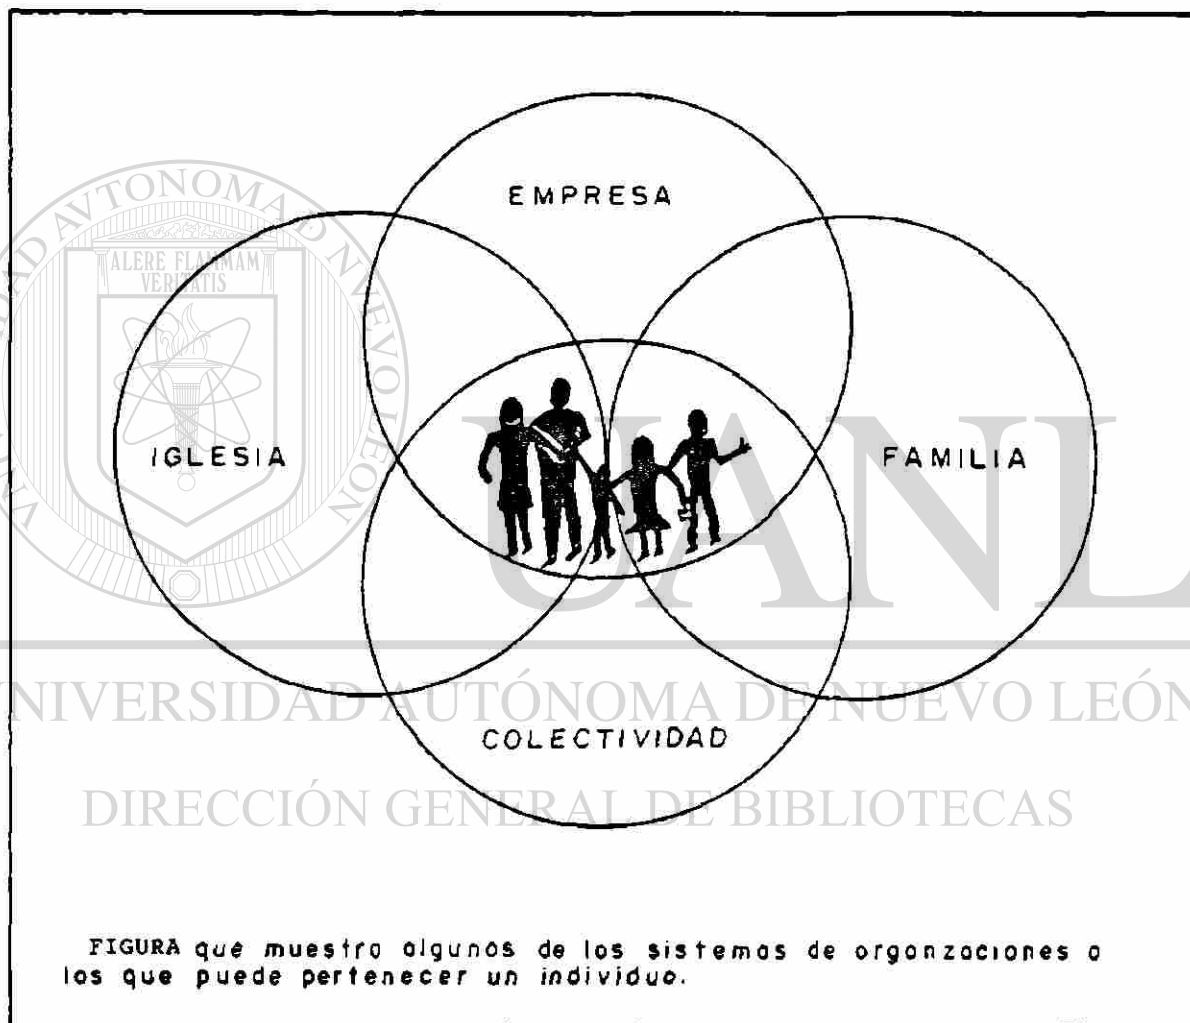 EMPRESA
IGLESIA
FAMILIA
COLECTIVIDAD
ALERE FLAMMAM
VERITATIS
UANL
UNIVERSIDAD AUTÓNOMA DE NUEVO LEÓN
DIRECCIÓN GENERAL DE BIBLIOTECAS
FIGURA que muestra algunos de los sistemas de organzaciones a
las que puede pertenecer un individuo.